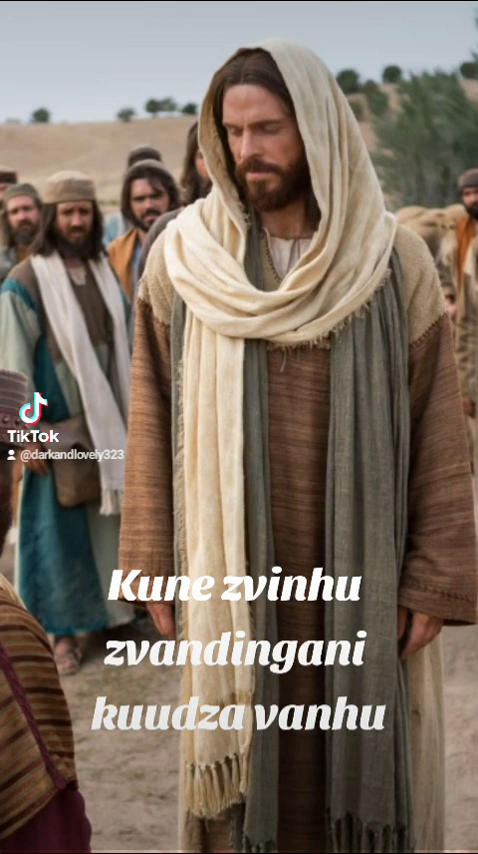 TikTok
@darkandlovely323
Kune zvinhu
zvandingani
kuudza vanhu